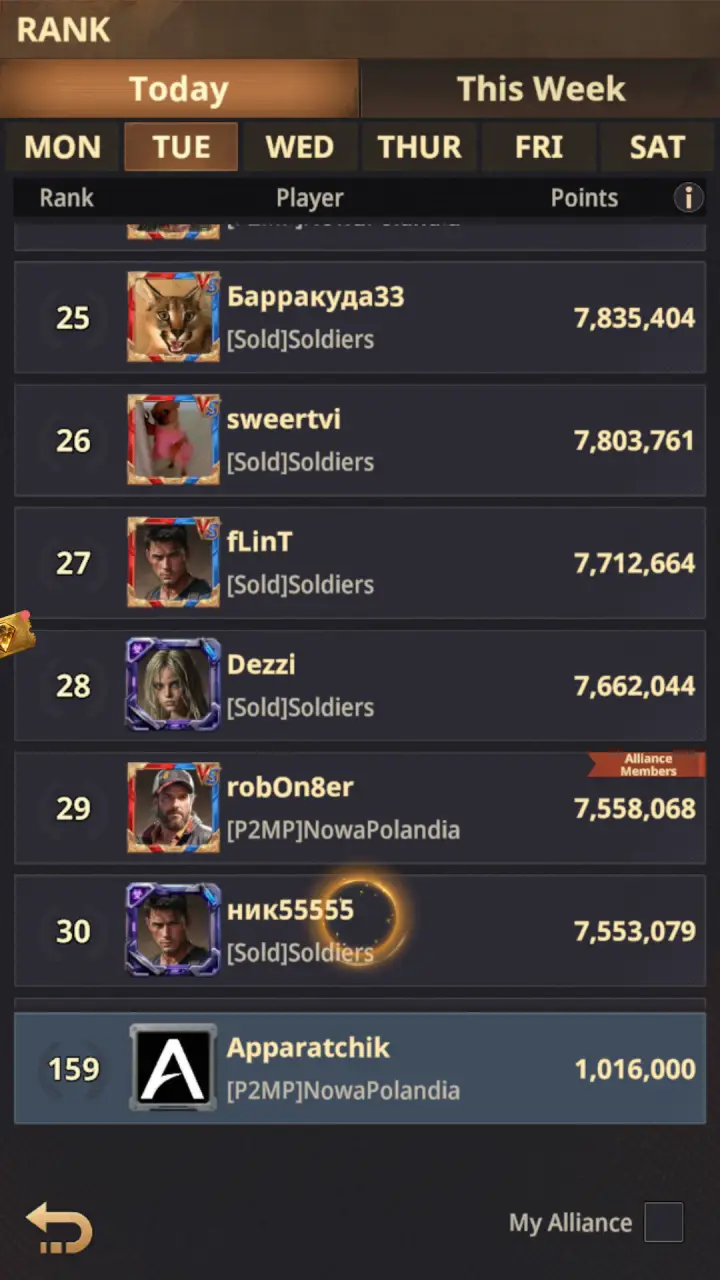 RANK
Today
This Week
MON
TUE
WED
THUR
FRI
SAT
Rank
Player
Points
25
Барракуда33
[Sold]Soldiers
7,835,404
26
sweertvi
[Sold]Soldiers
7,803,761
27
fLinT
[Sold]Soldiers
7,712,664
28
Dezzi
[Sold]Soldiers
7,662,044
Alliance
Members
29
robOn8er
[P2MP]NowaPolandia
7,558,068
30
ник55555
[Sold]Soldiers
7,553,079
159
Apparatchik
[P2MP]NowaPolandia
1,016,000
My Alliance